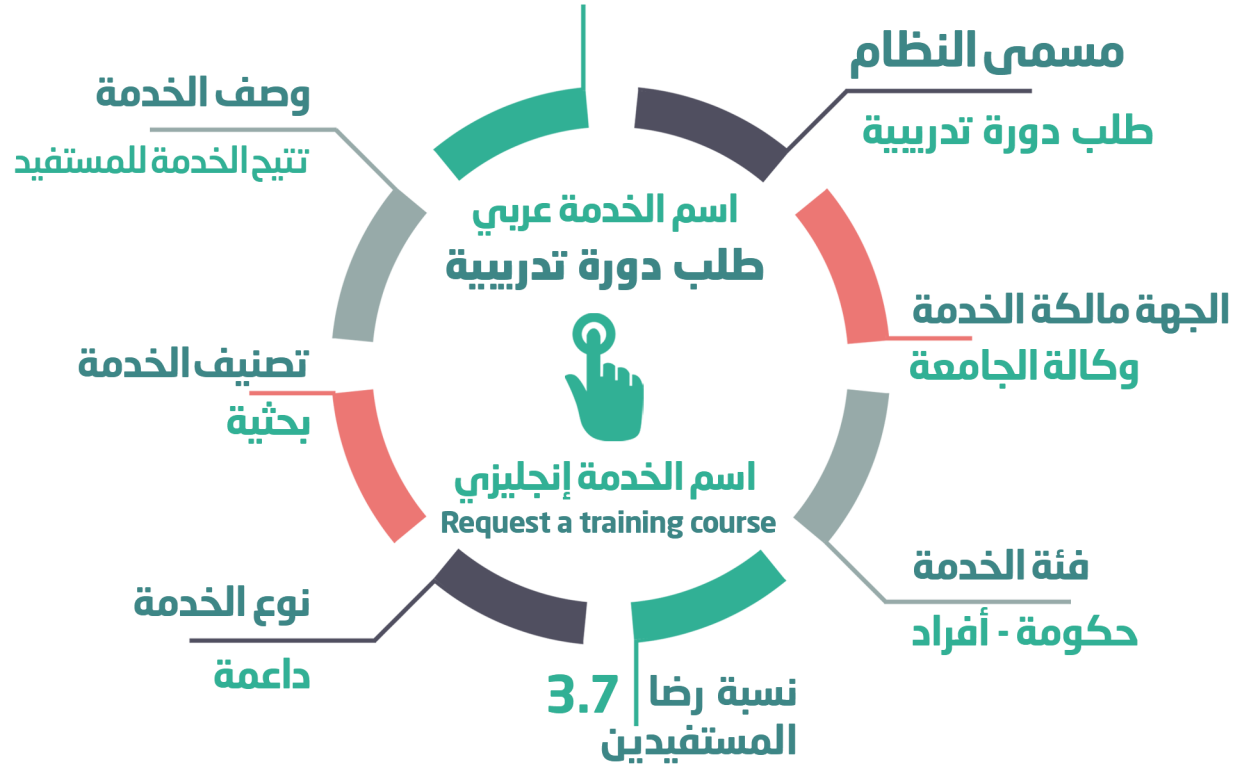 مسمى النظام
طلب دورة تدريبية
وصف الخدمة
تتيح الخدمة للمستفيد
اسم الخدمة عربي
طلب دورة تدريبية
الجهة مالكة الخدمة
وكالة الجامعة
تصنيف الخدمة
بحثية
اسم الخدمة إنجليزي
Request a training course
فئة الخدمة
حكومة - أفراد
نوع الخدمة
داعمة
نسبة رضا 3.7
المستفيدين